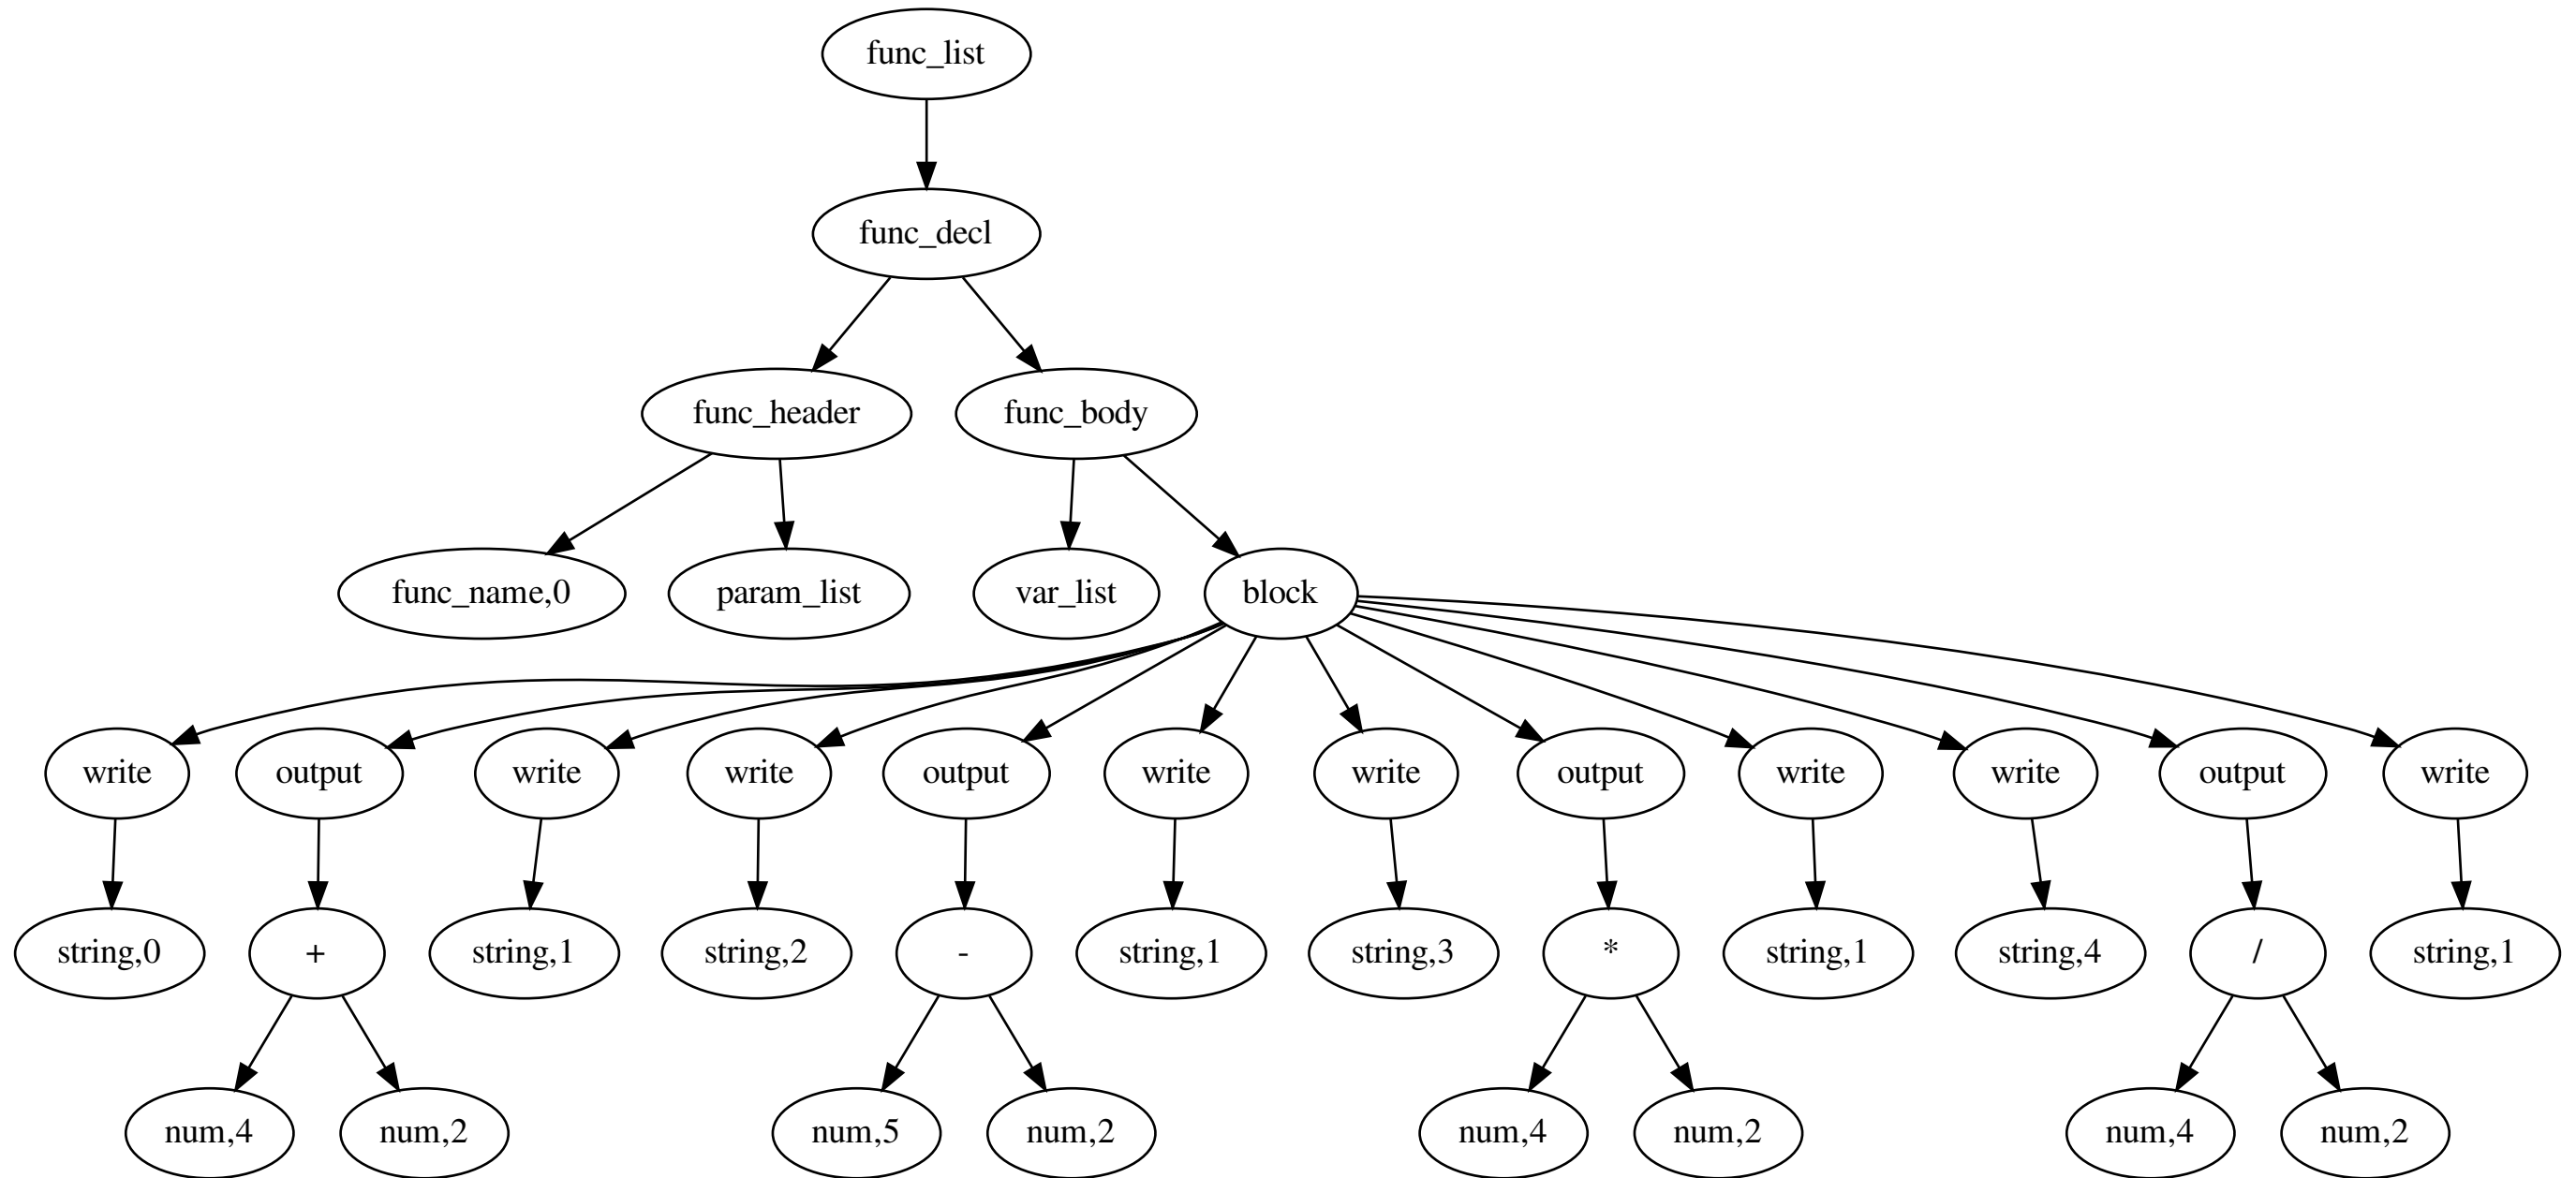 func_list
func_decl
func_header
func_body
func_name,0
param_list
var_list
block
write
output
write
write
output
write
write
output
write
write
output
write
string,0
+
string,1
string,2
-
string,1
string,3
*
string,1
string,4
/
string,1
num,4
num,2
num,5
num,2
num,4
num,2
num,4
num,2